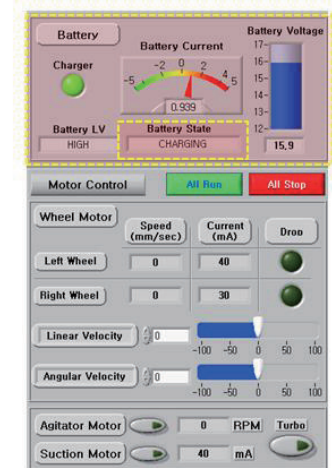 Battery
Battery Current
Battery Voltage
Charger
-5 -2 0 2 4 5
0.939
17-
16-
15-
14-
13-
12-
Battery LV
Battery State
HIGH
CHARGING
15,9
Motor Control
All Run
All Stop
Wheel Motor
Speed (mm/sec)
Current (mA)
Drop
Left Wheel
0
40
Right Wheel
0
30
Linear Velocity
0
-100 -50 0 50 100
Angular Velocity
0
-100 -50 0 50 100
Agitator Motor
0
RPM
Turbo
Suction Motor
40
mA